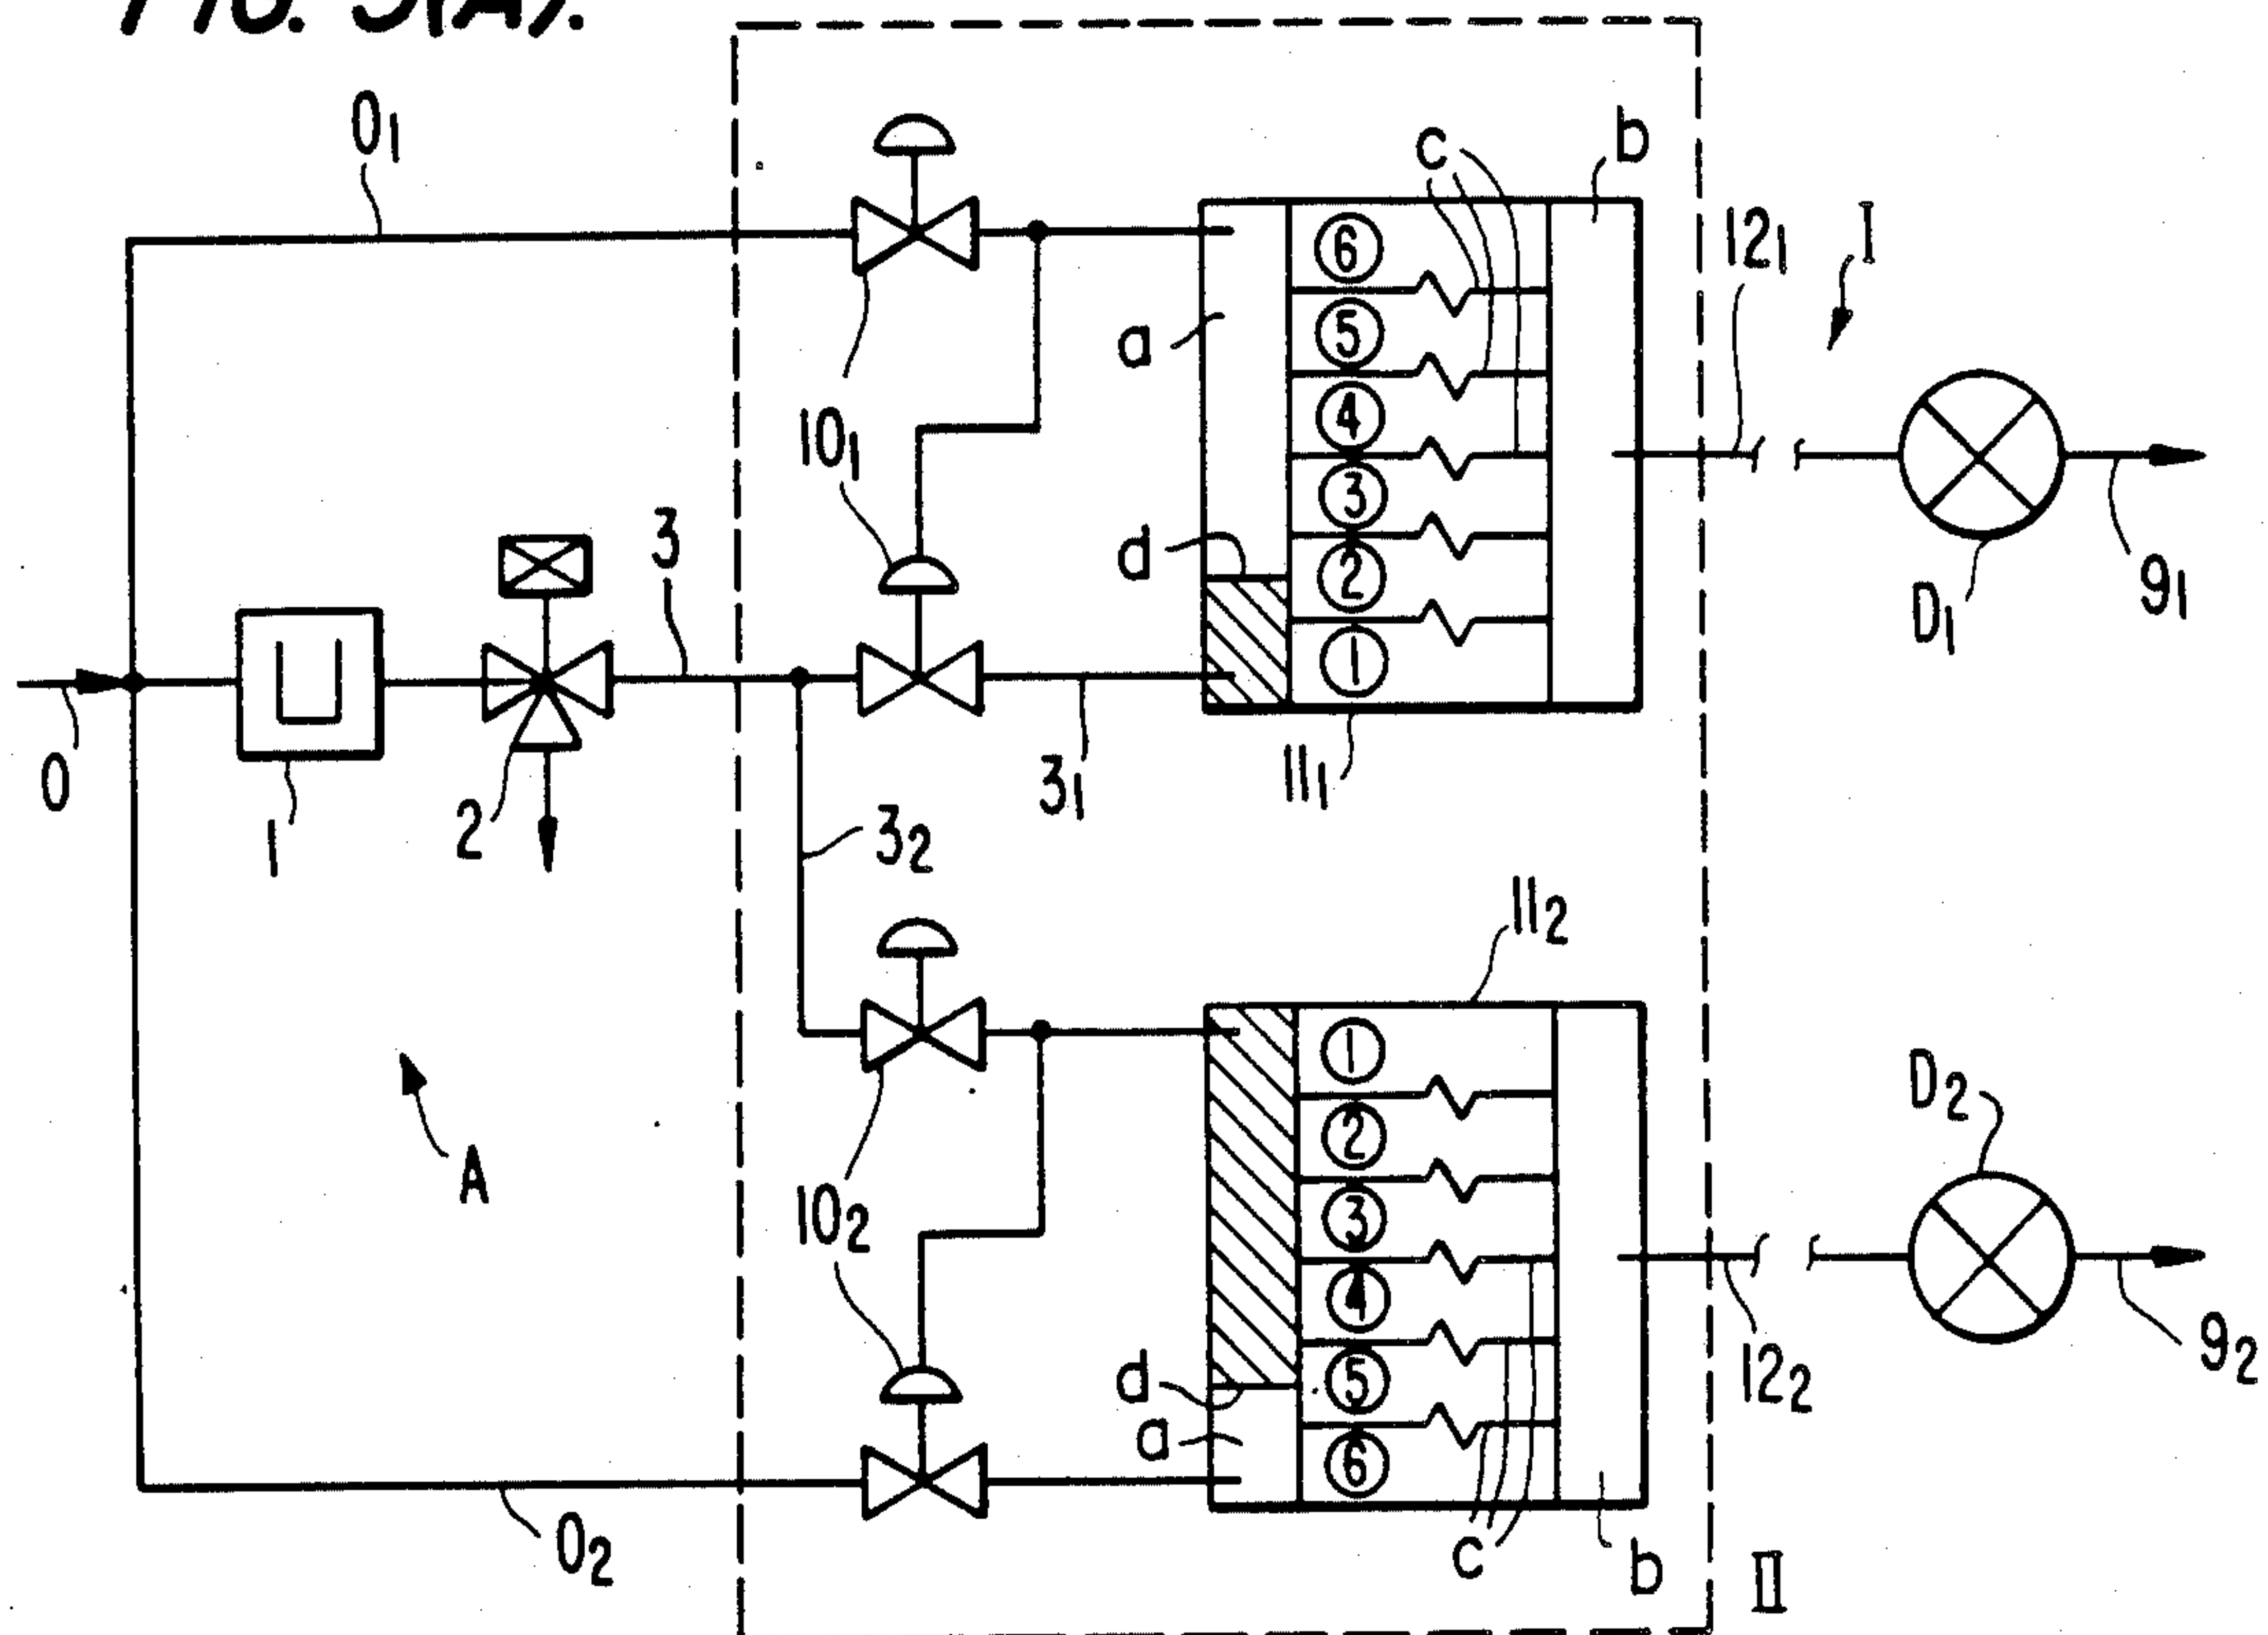 FIG. 5(A).
0₁
c
b
⑥
12₁
I
⑤
a
④
10₁
③
3
d
②
9₁
D₁
①
0
3₁
11₁
1
2
3₂
11₂
①
D₂
②
A
10₂
③
④
12₂
9₂
d
⑤
a
⑥
0₂
c
b
II